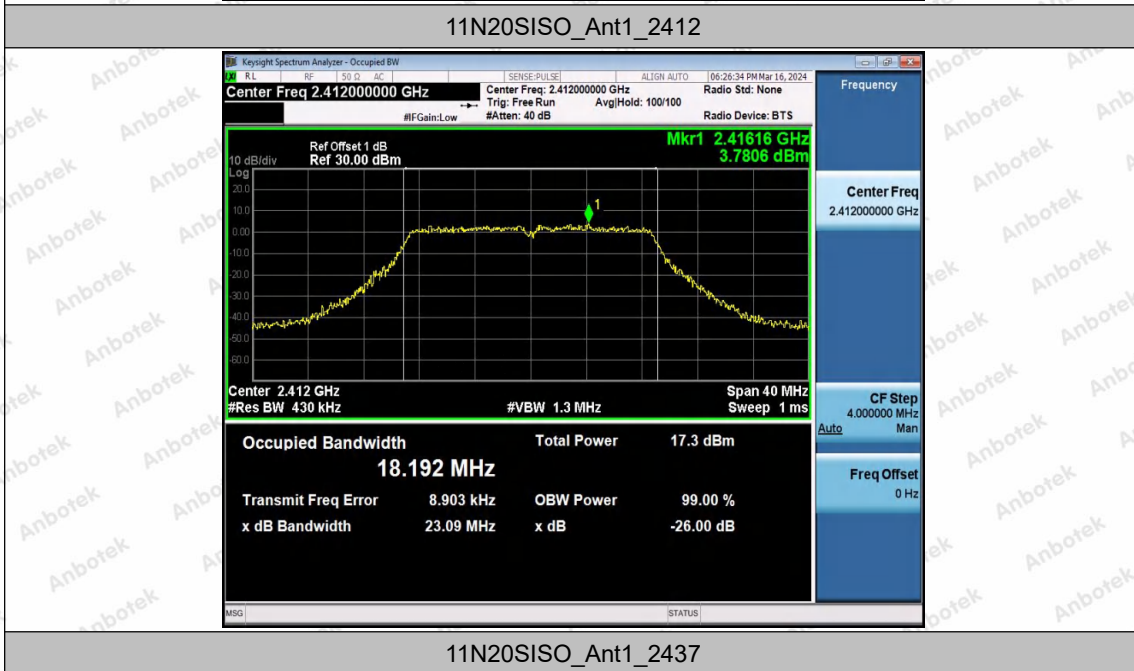 11N20SISO_Ant1_2412
Keysight Spectrum Analyzer - Occupied BW
LXI RL RF 50 Ω AC SENSE:PULSE ALIGN AUTO 06:26:34 PM Mar 16, 2024
Center Freq 2.412000000 GHz Center Freq: 2.412000000 GHz Radio Std: None Frequency
Trig: Free Run Avg|Hold: 100/100
#IFGain:Low #Atten: 40 dB Radio Device: BTS
Mkr1 2.41616 GHz
Ref Offset 1 dB
10 dB/div Ref 30.00 dBm 3.7806 dBm
Log
20.0
10.0
0.00
-10.0
-20.0
-30.0
-40.0
-50.0
-60.0
1
Center Freq
2.412000000 GHz
Center 2.412 GHz Span 40 MHz
#Res BW 430 kHz #VBW 1.3 MHz Sweep 1 ms
CF Step
4.000000 MHz
Auto Man
Occupied Bandwidth Total Power 17.3 dBm
18.192 MHz
Freq Offset
0 Hz
Transmit Freq Error 8.903 kHz OBW Power 99.00 %
x dB Bandwidth 23.09 MHz x dB -26.00 dB
MSG STATUS
11N20SISO_Ant1_2437
Anbotek